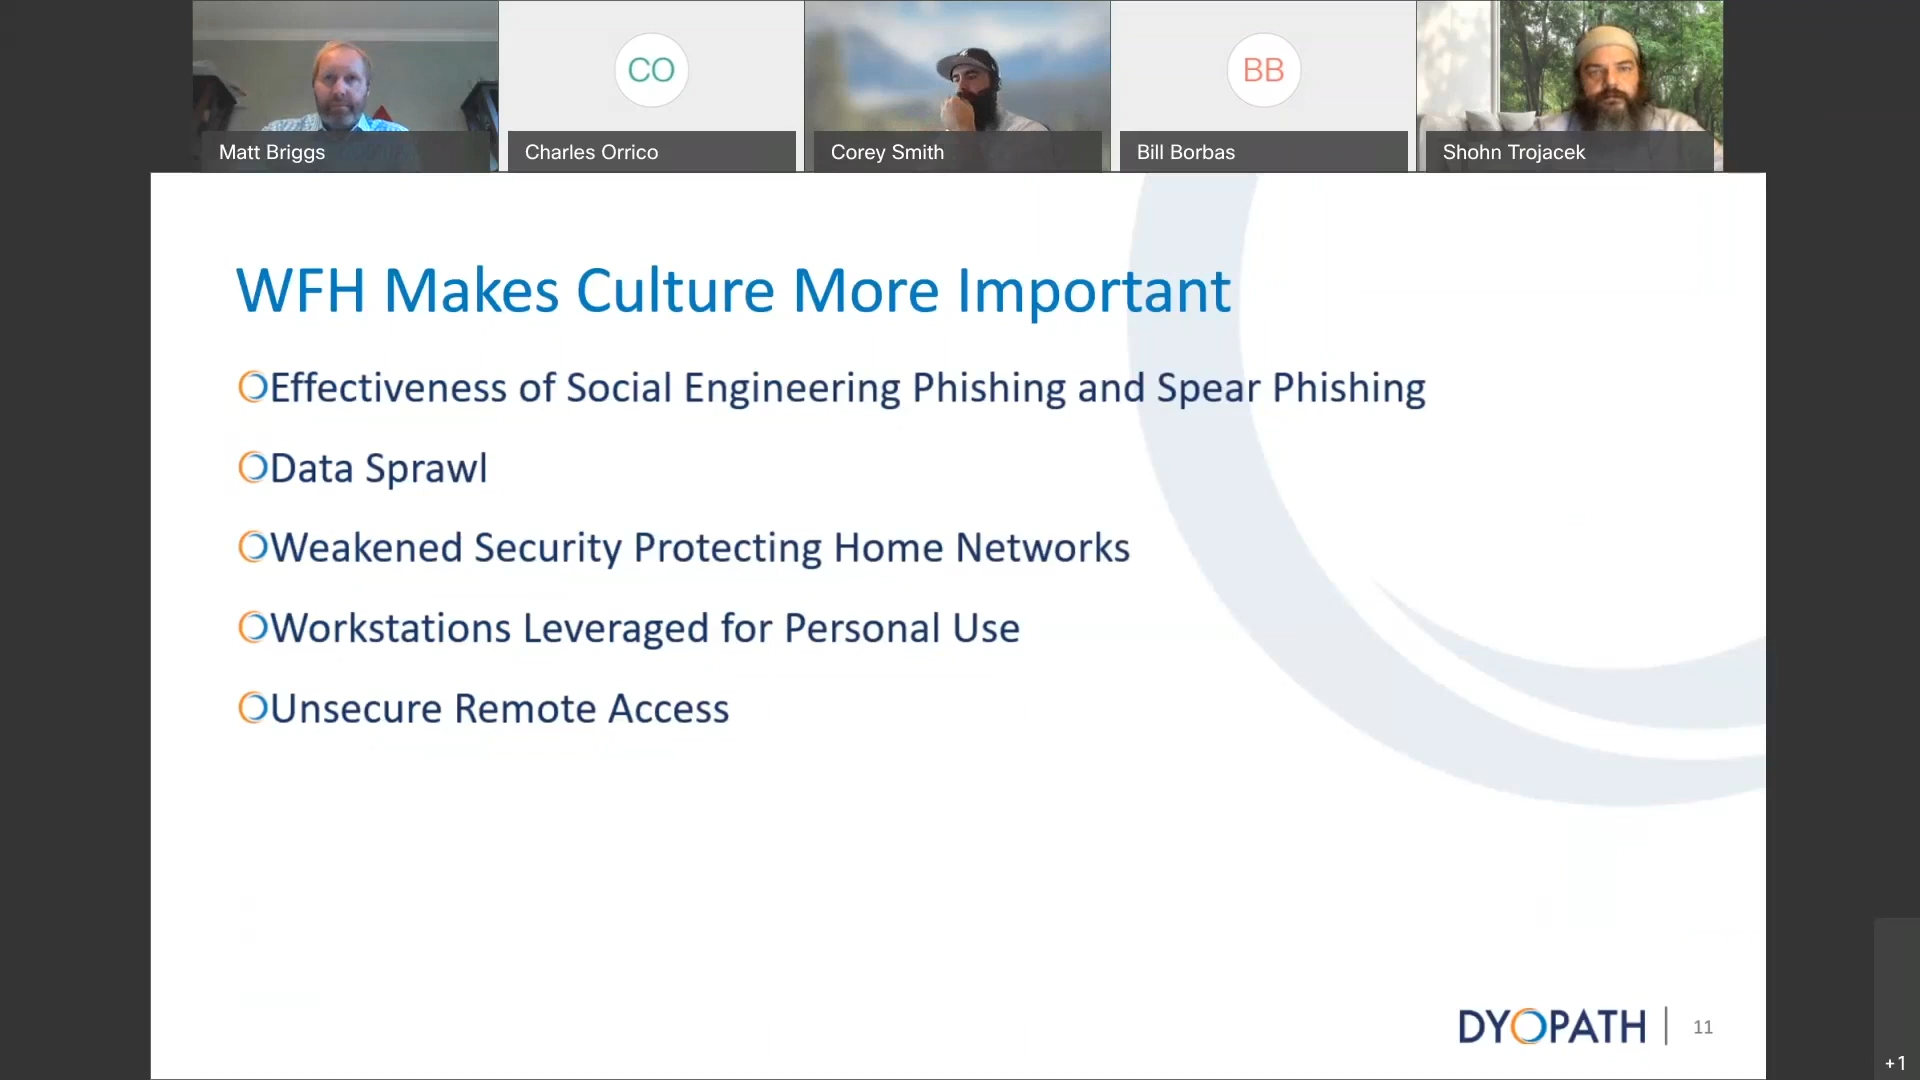 CO
BB
Matt Briggs
Charles Orrico
Corey Smith
Bill Borbas
Shohn Trojacek
WFH Makes Culture More Important
Effectiveness of Social Engineering Phishing and Spear Phishing
Data Sprawl
Weakened Security Protecting Home Networks
Workstations Leveraged for Personal Use
Unsecure Remote Access
DYOPATH | 11
+1